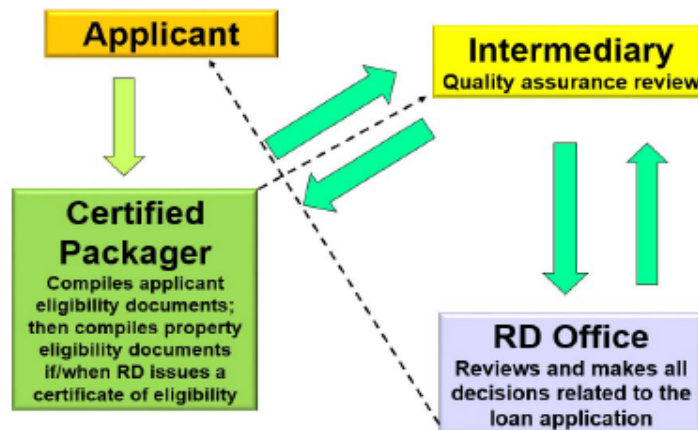 Applicant
Intermediary
Quality assurance review
Certified
Packager
Compiles applicant
eligibility documents;
then compiles property
eligibility documents
if/when RD issues a
certificate of eligibility
RD Office
Reviews and makes all
decisions related to the
loan application